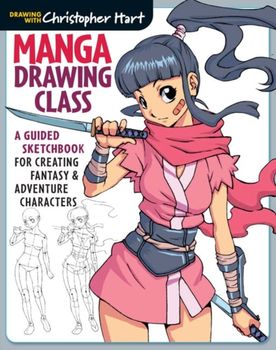 DRAWING WITH Christopher Hart
MANGA
DRAWING
CLASS
A GUIDED
SKETCHBOOK
FOR CREATING
FANTASY &
ADVENTURE
CHARACTERS